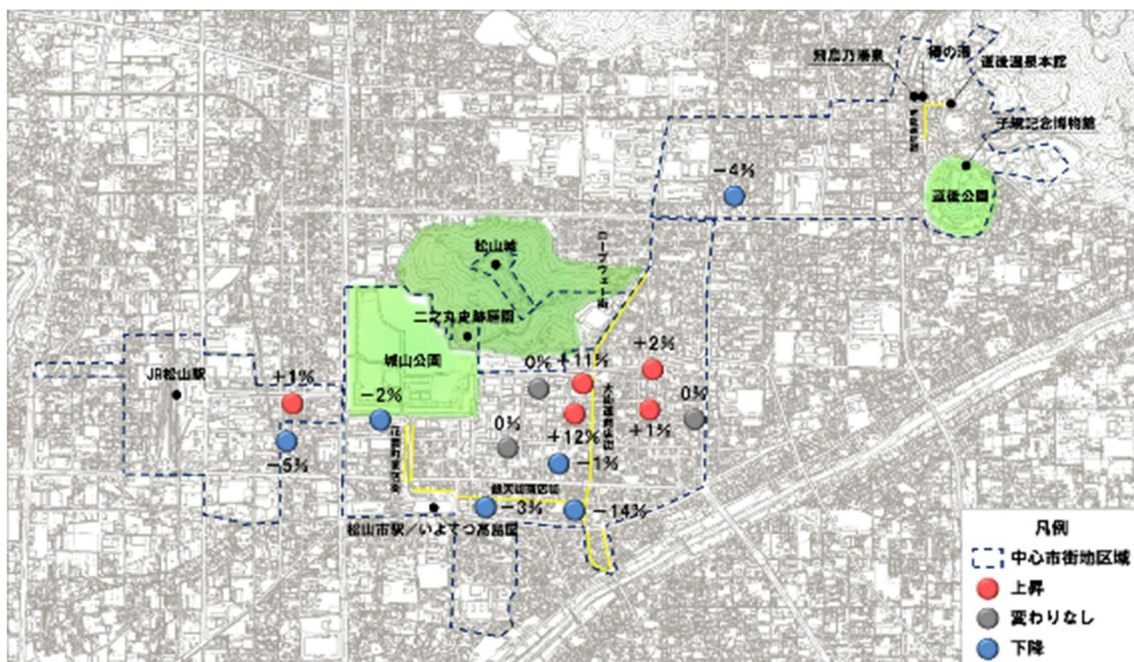 飛鳥乃湯泉
椿の湯
道後温泉本館
子規記念博物館
道後公園
-4%
松山城
ロープウェー街
二之丸史跡庭園
城山公園
JR松山駅
+1%
-5%
-2%
0%
+11%
+2%
0%
+12%
+1%
0%
-1%
大街道商店街
銀天街商店街
-3%
-14%
松山市駅/いよてつ高島屋
凡例
中心市街地区域
上昇
変わりなし
下降